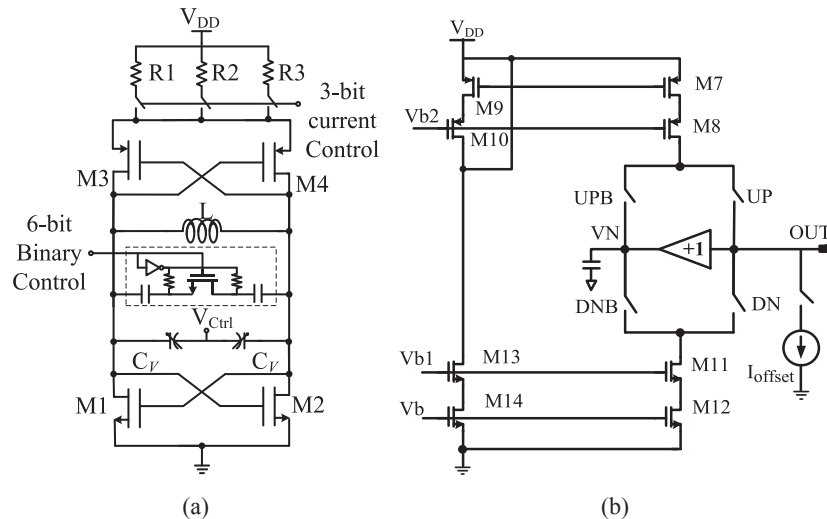 V_DD
R1 R2 R3
3-bit
current
Control
M3 M4
L
6-bit
Binary
Control
V_Ctrl
C_V C_V
M1 M2
(a)
V_DD
M9 M7
Vb2 M10 M8
UPB UP
VN +1 OUT
DNB DN
I_offset
Vb1 M13 M11
Vb M14 M12
(b)